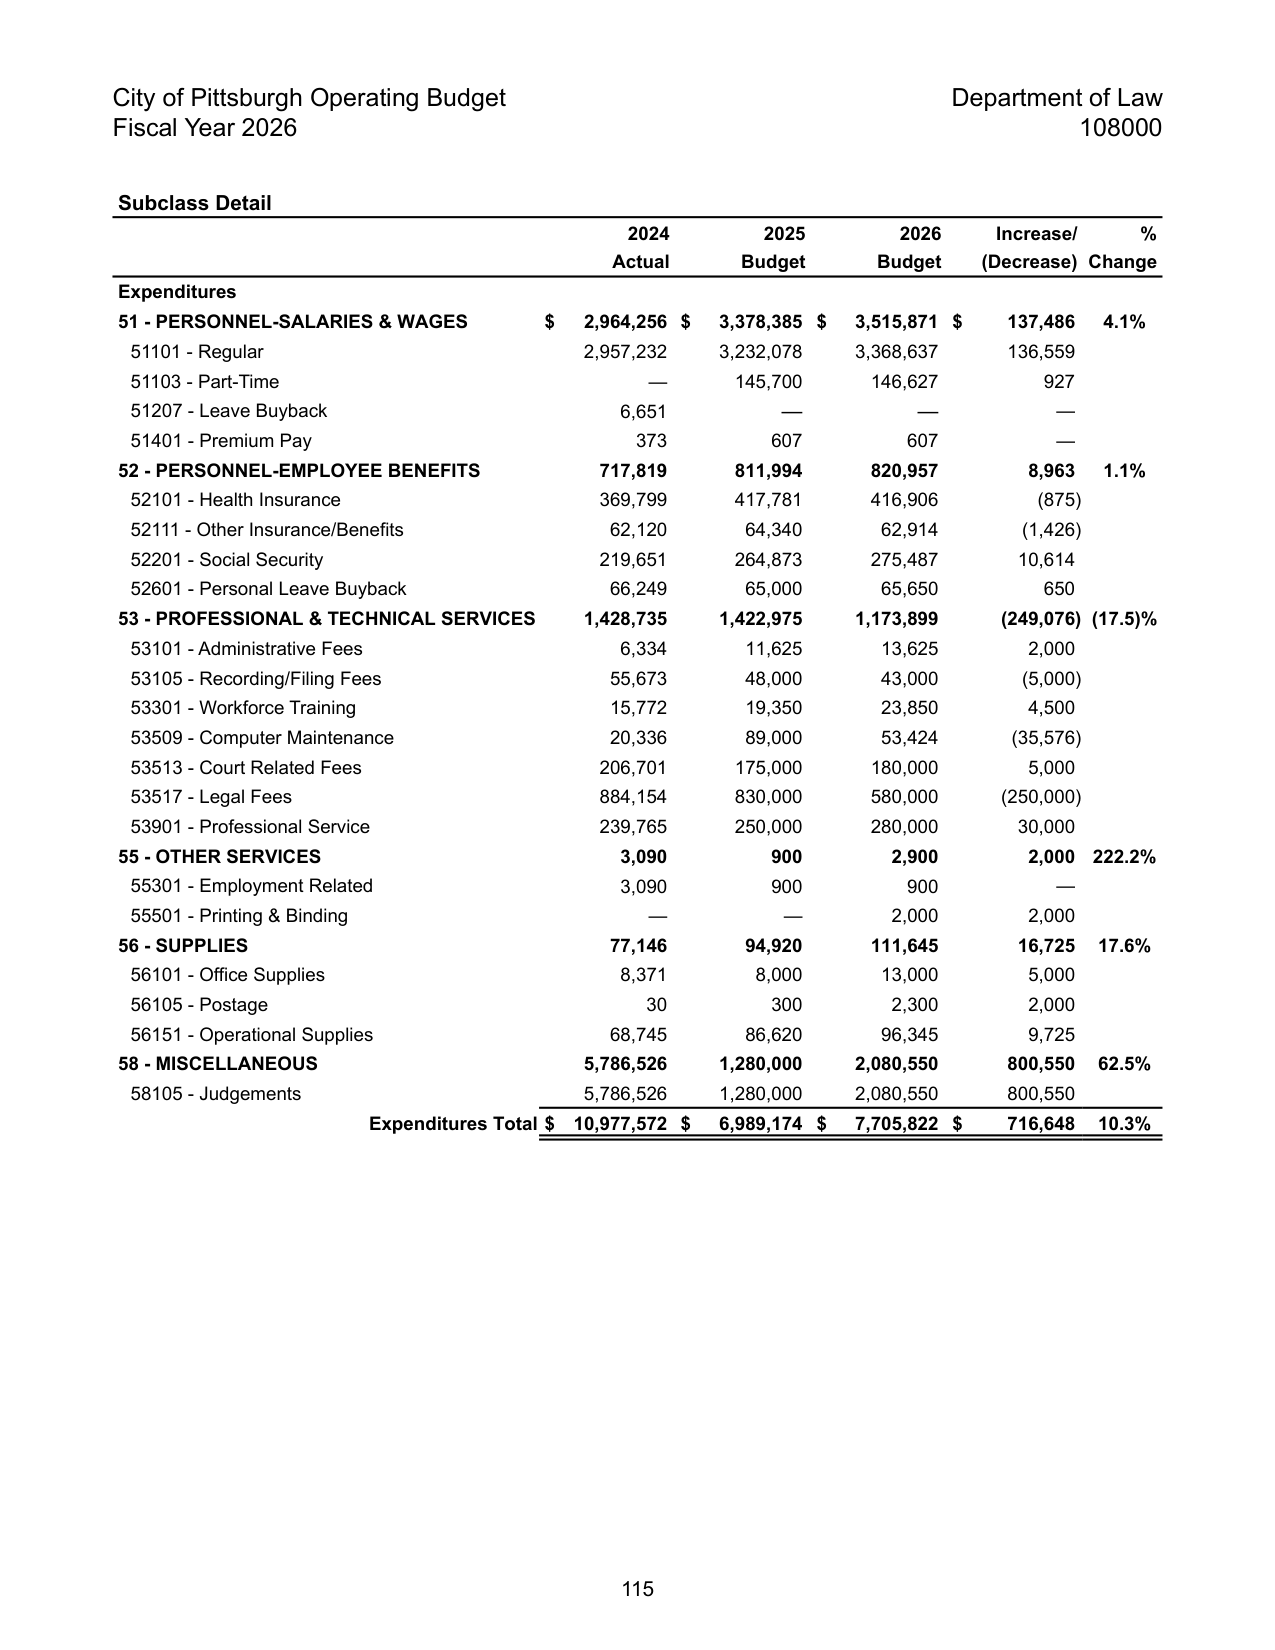 City of Pittsburgh Operating Budget Department of Law
Fiscal Year 2026 108000
Subclass Detail
2024 2025 2026 Increase/ %
Actual Budget Budget (Decrease) Change
Expenditures
51 - PERSONNEL-SALARIES & WAGES $ 2,964,256 $ 3,378,385 $ 3,515,871 $ 137,486 4.1%
51101 - Regular 2,957,232 3,232,078 3,368,637 136,559
51103 - Part-Time — 145,700 146,627 927
51207 - Leave Buyback 6,651 — — —
51401 - Premium Pay 373 607 607 —
52 - PERSONNEL-EMPLOYEE BENEFITS 717,819 811,994 820,957 8,963 1.1%
52101 - Health Insurance 369,799 417,781 416,906 (875)
52111 - Other Insurance/Benefits 62,120 64,340 62,914 (1,426)
52201 - Social Security 219,651 264,873 275,487 10,614
52601 - Personal Leave Buyback 66,249 65,000 65,650 650
53 - PROFESSIONAL & TECHNICAL SERVICES 1,428,735 1,422,975 1,173,899 (249,076) (17.5)%
53101 - Administrative Fees 6,334 11,625 13,625 2,000
53105 - Recording/Filing Fees 55,673 48,000 43,000 (5,000)
53301 - Workforce Training 15,772 19,350 23,850 4,500
53509 - Computer Maintenance 20,336 89,000 53,424 (35,576)
53513 - Court Related Fees 206,701 175,000 180,000 5,000
53517 - Legal Fees 884,154 830,000 580,000 (250,000)
53901 - Professional Service 239,765 250,000 280,000 30,000
55 - OTHER SERVICES 3,090 900 2,900 2,000 222.2%
55301 - Employment Related 3,090 900 900 —
55501 - Printing & Binding — — 2,000 2,000
56 - SUPPLIES 77,146 94,920 111,645 16,725 17.6%
56101 - Office Supplies 8,371 8,000 13,000 5,000
56105 - Postage 30 300 2,300 2,000
56151 - Operational Supplies 68,745 86,620 96,345 9,725
58 - MISCELLANEOUS 5,786,526 1,280,000 2,080,550 800,550 62.5%
58105 - Judgements 5,786,526 1,280,000 2,080,550 800,550
Expenditures Total $ 10,977,572 $ 6,989,174 $ 7,705,822 $ 716,648 10.3%
115